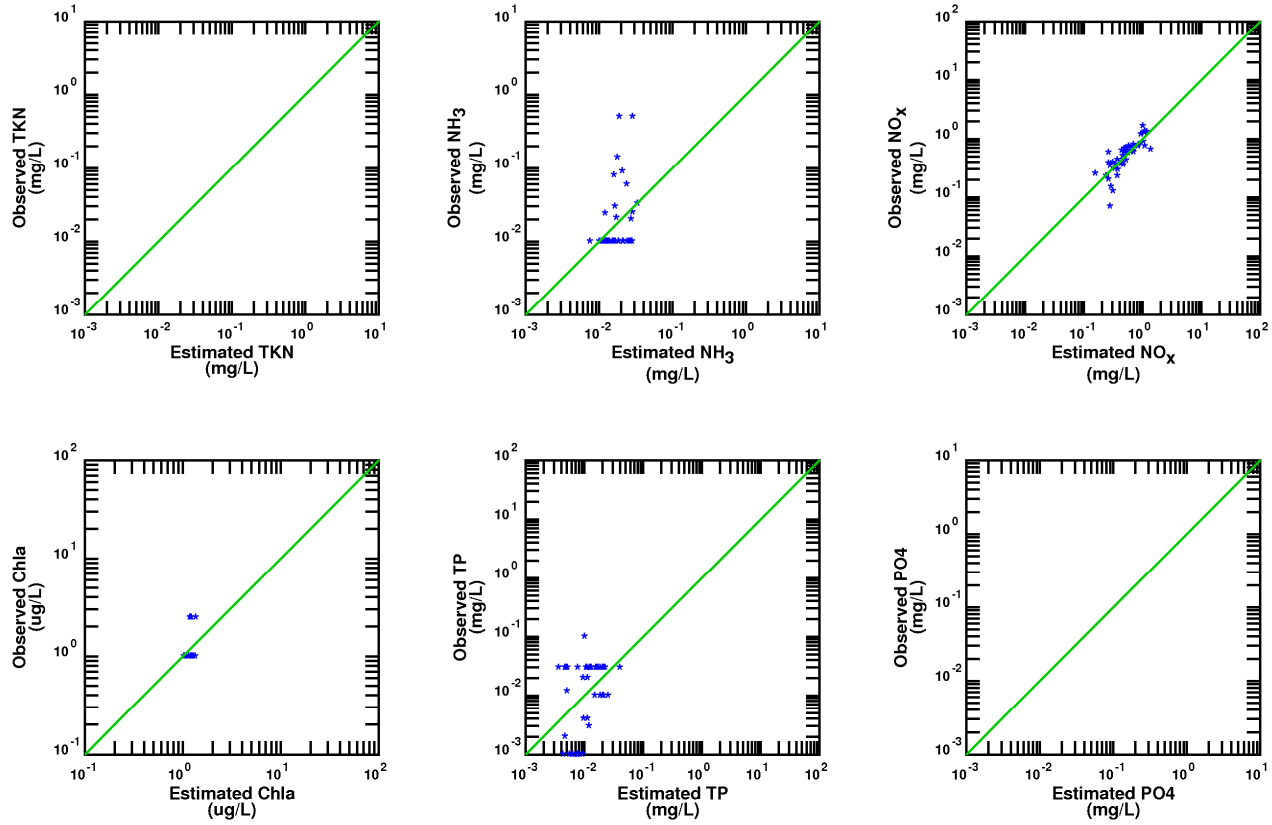 10^1
10^0
10^-1
10^-2
10^-3
Observed TKN
(mg/L)
10^-3 10^-2 10^-1 10^0 10^1
Estimated TKN
(mg/L)
10^1
10^0
10^-1
10^-2
10^-3
Observed NH3
(mg/L)
10^-3 10^-2 10^-1 10^0 10^1
Estimated NH3
(mg/L)
10^2
10^1
10^0
10^-1
10^-2
10^-3
Observed NOx
(mg/L)
10^-3 10^-2 10^-1 10^0 10^1 10^2
Estimated NOx
(mg/L)
10^2
10^1
10^0
10^-1
Observed Chla
(ug/L)
10^-1 10^0 10^1 10^2
Estimated Chla
(ug/L)
10^2
10^1
10^0
10^-1
10^-2
10^-3
Observed TP
(mg/L)
10^-3 10^-2 10^-1 10^0 10^1 10^2
Estimated TP
(mg/L)
10^1
10^0
10^-1
10^-2
10^-3
Observed PO4
(mg/L)
10^-3 10^-2 10^-1 10^0 10^1
Estimated PO4
(mg/L)